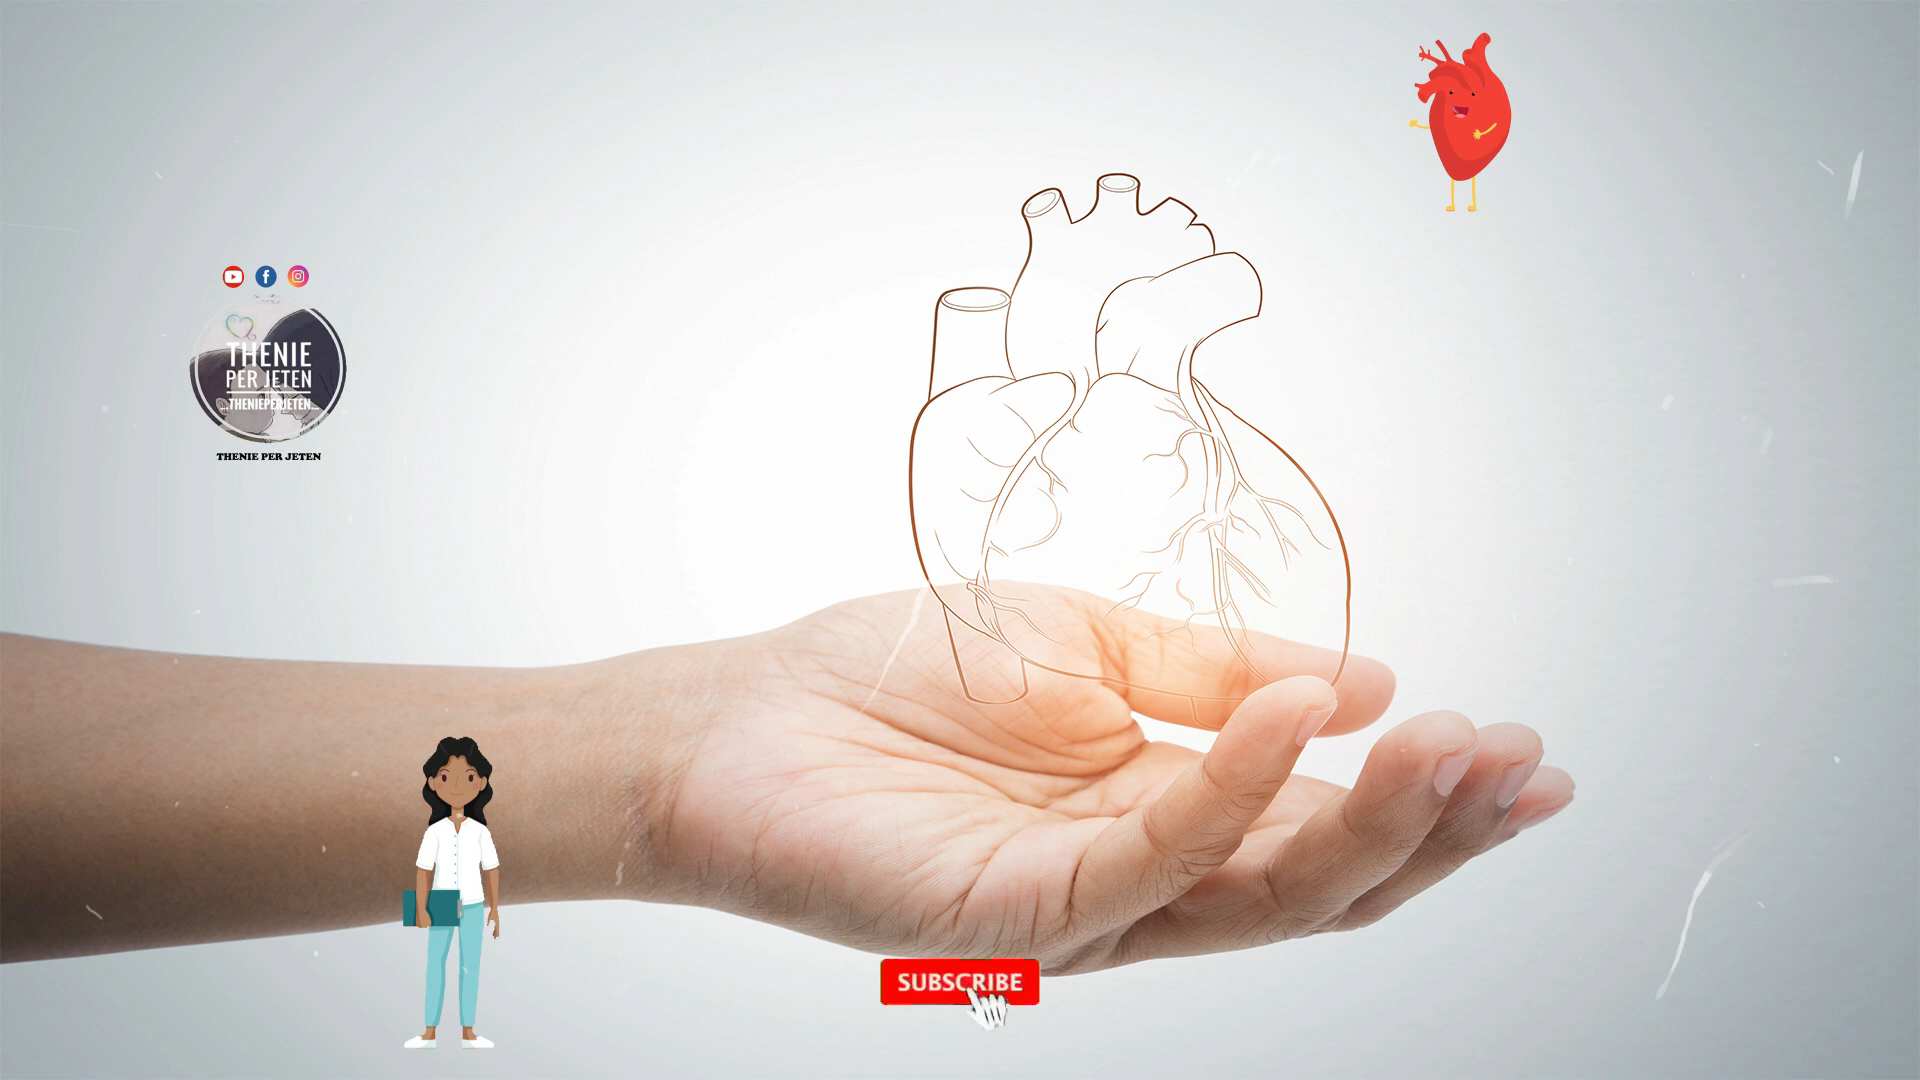 THENIE
PER JETEN
...THENIEPERJETEN...
THENIE PER JETEN
SUBSCRIBE